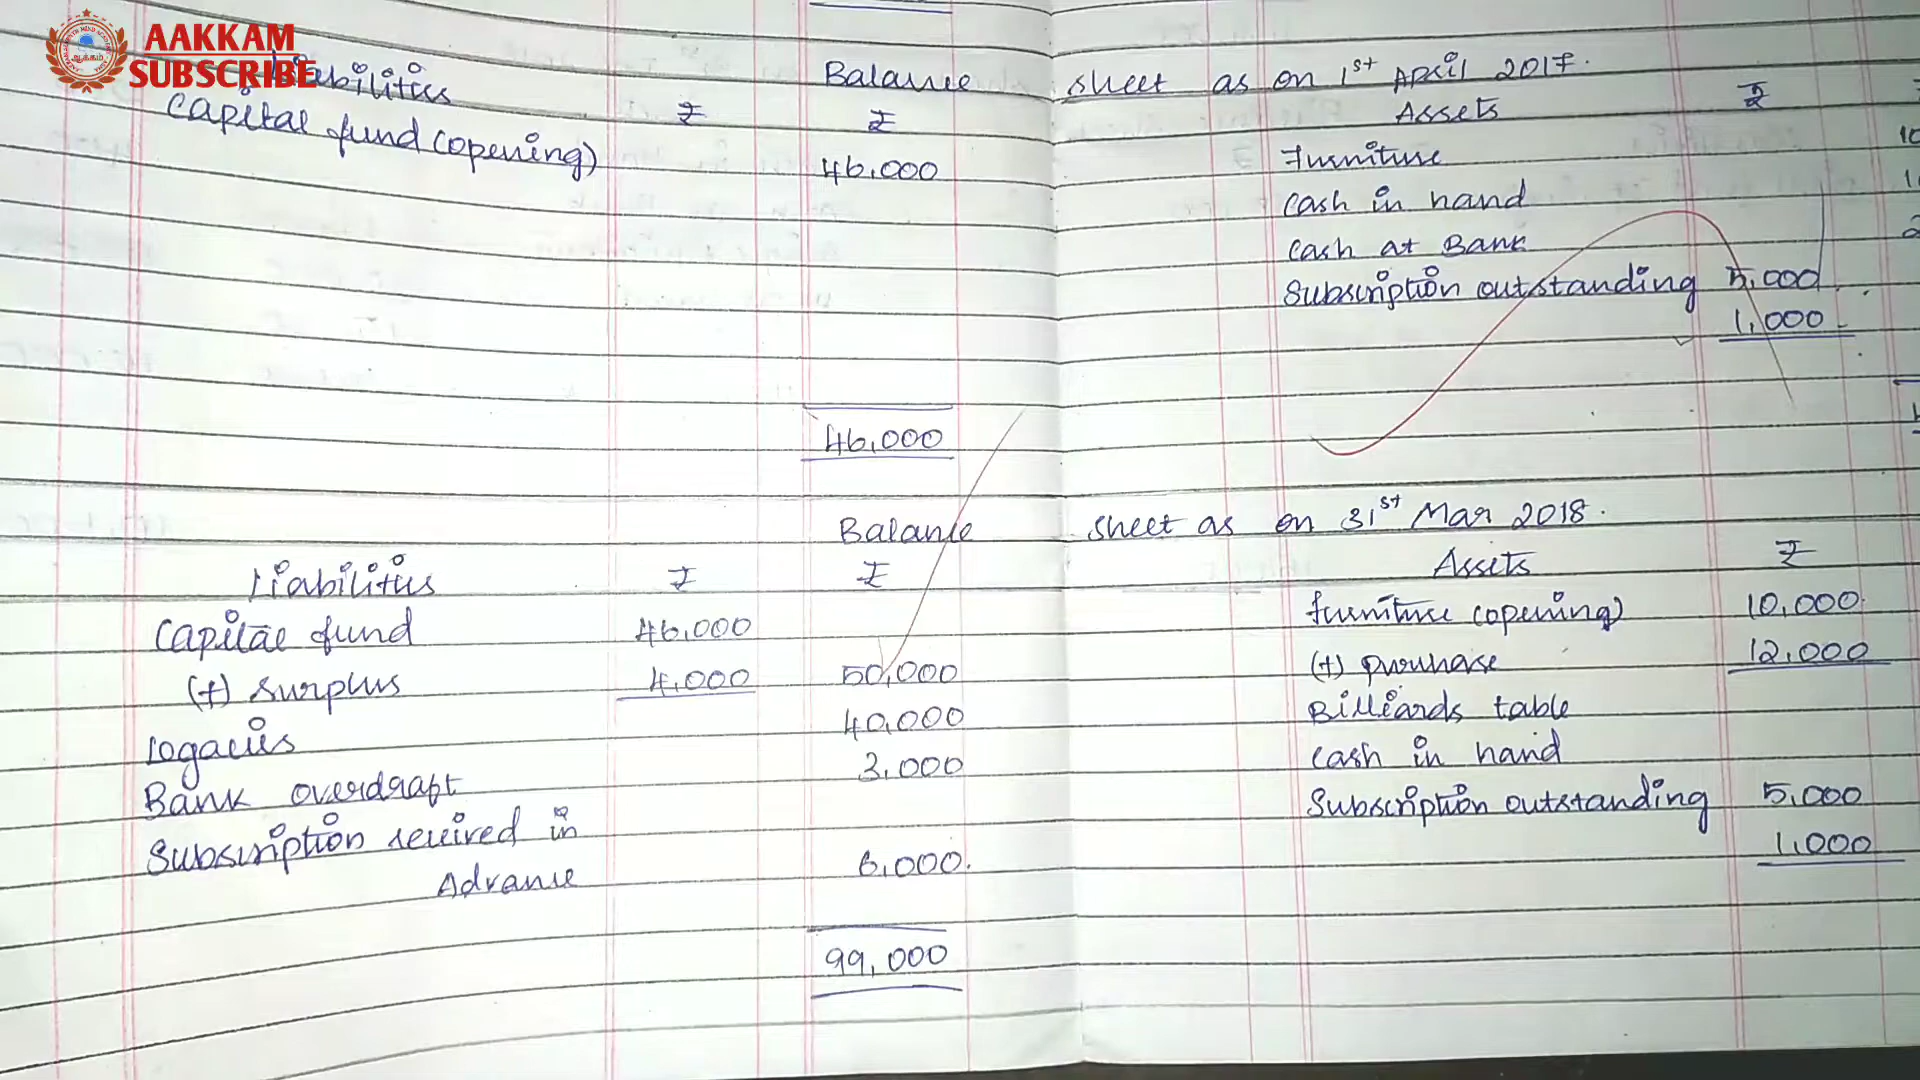 AAKKAM
SUBSCRIBE
Balance sheet as on 1st April 2017.
Liabilities ₹ ₹ Assets ₹
Capital fund (opening) 46,000 Furniture 10
Cash in hand
Cash at Bank
Subscription outstanding 5,000
1,000
46,000
Balance sheet as on 31st Mar 2018.
Liabilities ₹ ₹ Assets ₹
Capital fund 46,000 Furniture (opening) 10,000
(+) Surplus 4,000 50,000 (+) purchase 12,000
Logacies 40,000 Billiards table
Bank overdraft 3,000 Cash in hand
Subscription received in Subscription outstanding 5,000
Advance 6,000. 1,000
99,000